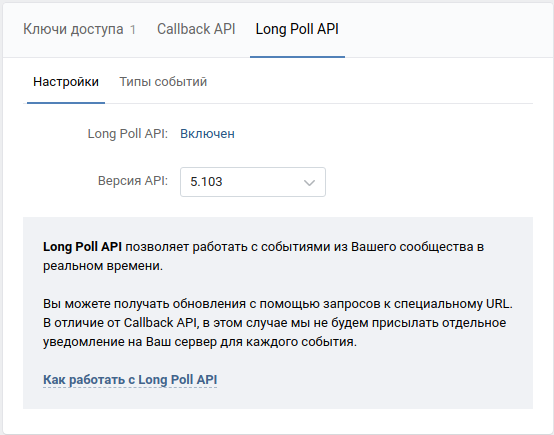 Ключи доступа 1 Callback API Long Poll API
Настройки Типы событий
Long Poll API: Включен
Версия API: 5.103
Long Poll API позволяет работать с событиями из Вашего сообщества в
реальном времени.
Вы можете получать обновления с помощью запросов к специальному URL.
В отличие от Callback API, в этом случае мы не будем присылать отдельное
уведомление на Ваш сервер для каждого события.
Как работать с Long Poll API